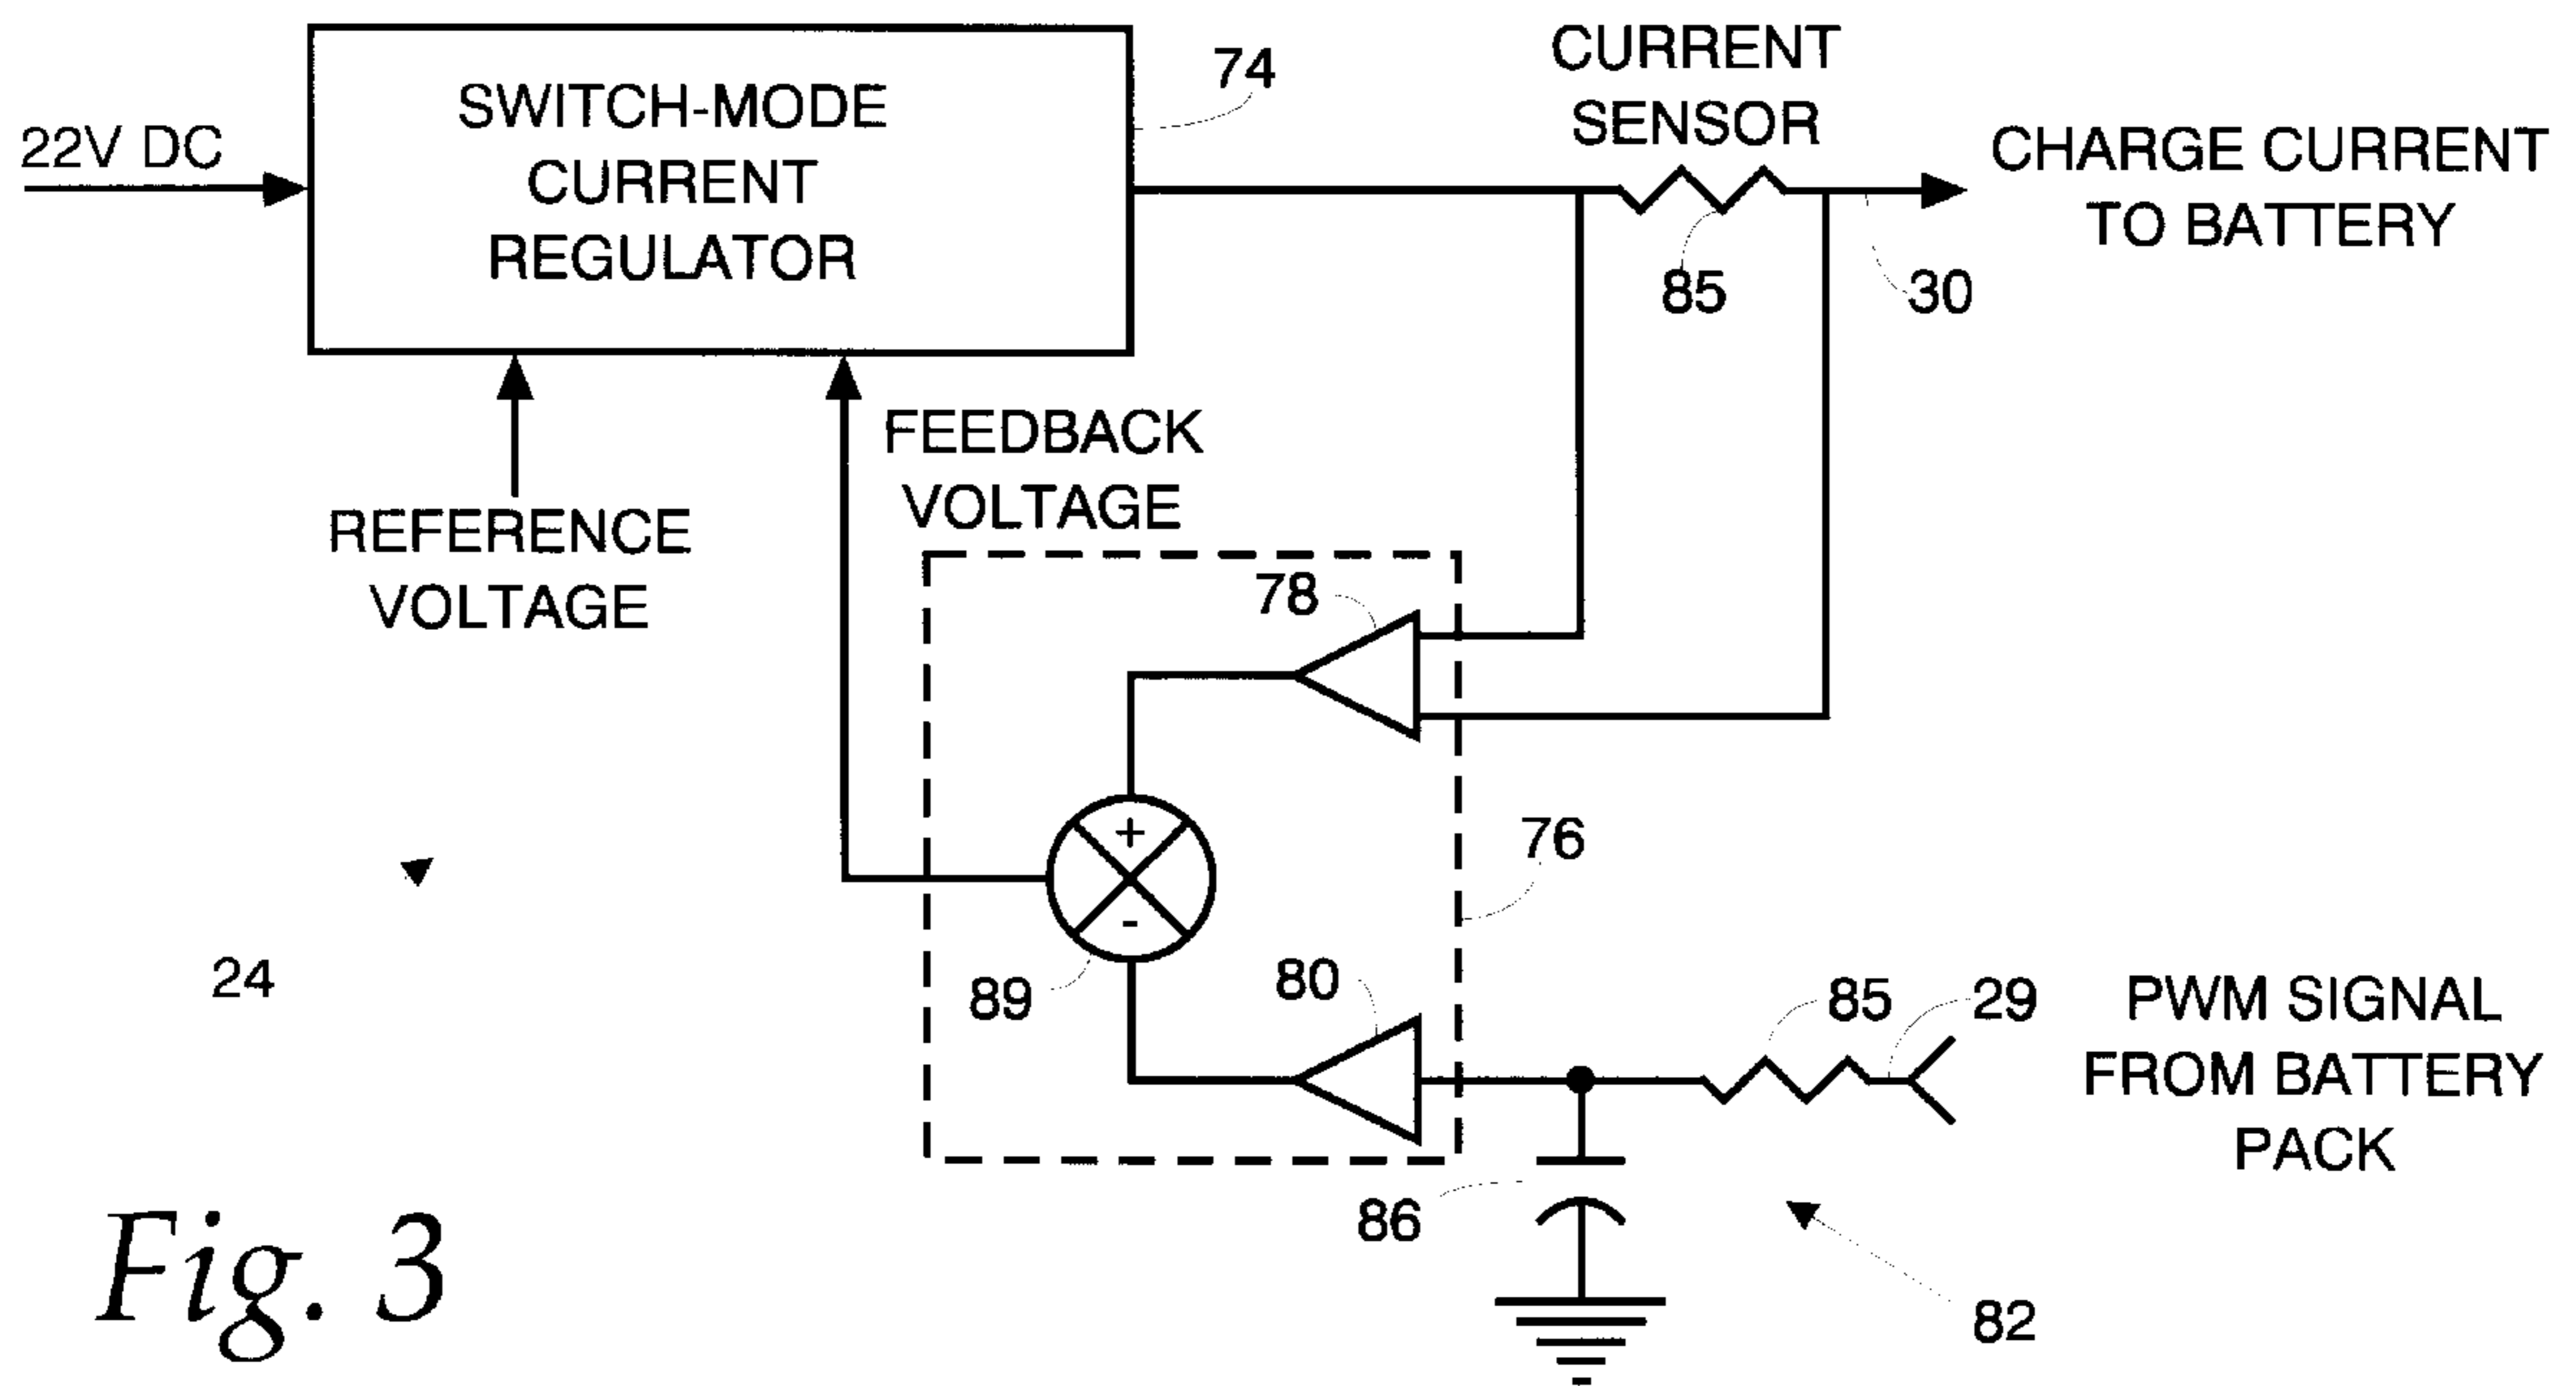 22V DC
SWITCH-MODE
CURRENT
REGULATOR
74
CURRENT
SENSOR
85
CHARGE CURRENT
TO BATTERY
30
REFERENCE
VOLTAGE
FEEDBACK
VOLTAGE
78
+
-
76
89
80
24
85
29
PWM SIGNAL
FROM BATTERY
PACK
86
82
Fig. 3